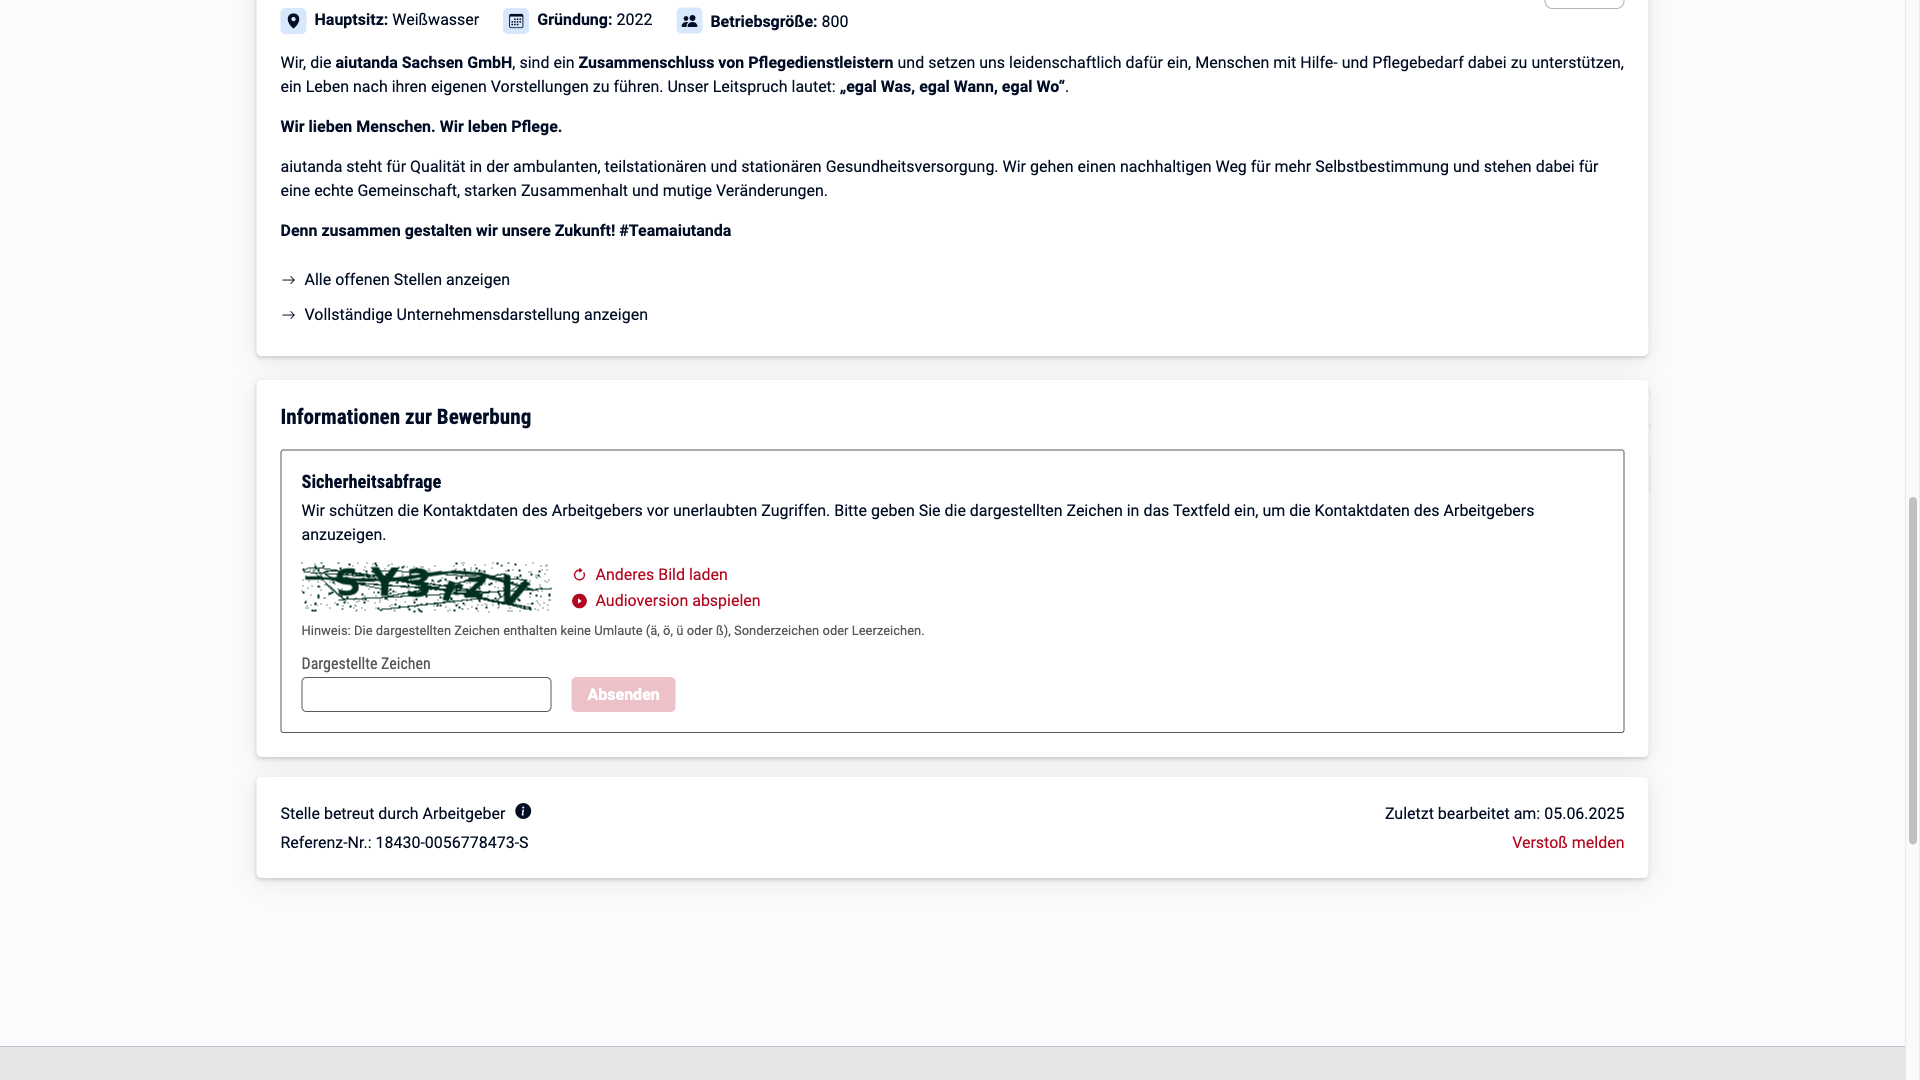 Hauptsitz: Weißwasser Gründung: 2022 Betriebsgröße: 800
Wir, die aiutanda Sachsen GmbH, sind ein Zusammenschluss von Pflegedienstleistern und setzen uns leidenschaftlich dafür ein, Menschen mit Hilfe- und Pflegebedarf dabei zu unterstützen,
ein Leben nach ihren eigenen Vorstellungen zu führen. Unser Leitspruch lautet: „egal Was, egal Wann, egal Wo“.
Wir lieben Menschen. Wir leben Pflege.
aiutanda steht für Qualität in der ambulanten, teilstationären und stationären Gesundheitsversorgung. Wir gehen einen nachhaltigen Weg für mehr Selbstbestimmung und stehen dabei für
eine echte Gemeinschaft, starken Zusammenhalt und mutige Veränderungen.
Denn zusammen gestalten wir unsere Zukunft! #Teamaiutanda
Alle offenen Stellen anzeigen
Vollständige Unternehmensdarstellung anzeigen
Informationen zur Bewerbung
Sicherheitsabfrage
Wir schützen die Kontaktdaten des Arbeitgebers vor unerlaubten Zugriffen. Bitte geben Sie die dargestellten Zeichen in das Textfeld ein, um die Kontaktdaten des Arbeitgebers
anzuzeigen.
Anderes Bild laden
Audioversion abspielen
Hinweis: Die dargestellten Zeichen enthalten keine Umlaute (ä, ö, ü oder ß), Sonderzeichen oder Leerzeichen.
Dargestellte Zeichen
Absenden
Stelle betreut durch Arbeitgeber
Zuletzt bearbeitet am: 05.06.2025
Referenz-Nr.: 18430-0056778473-S
Verstoß melden